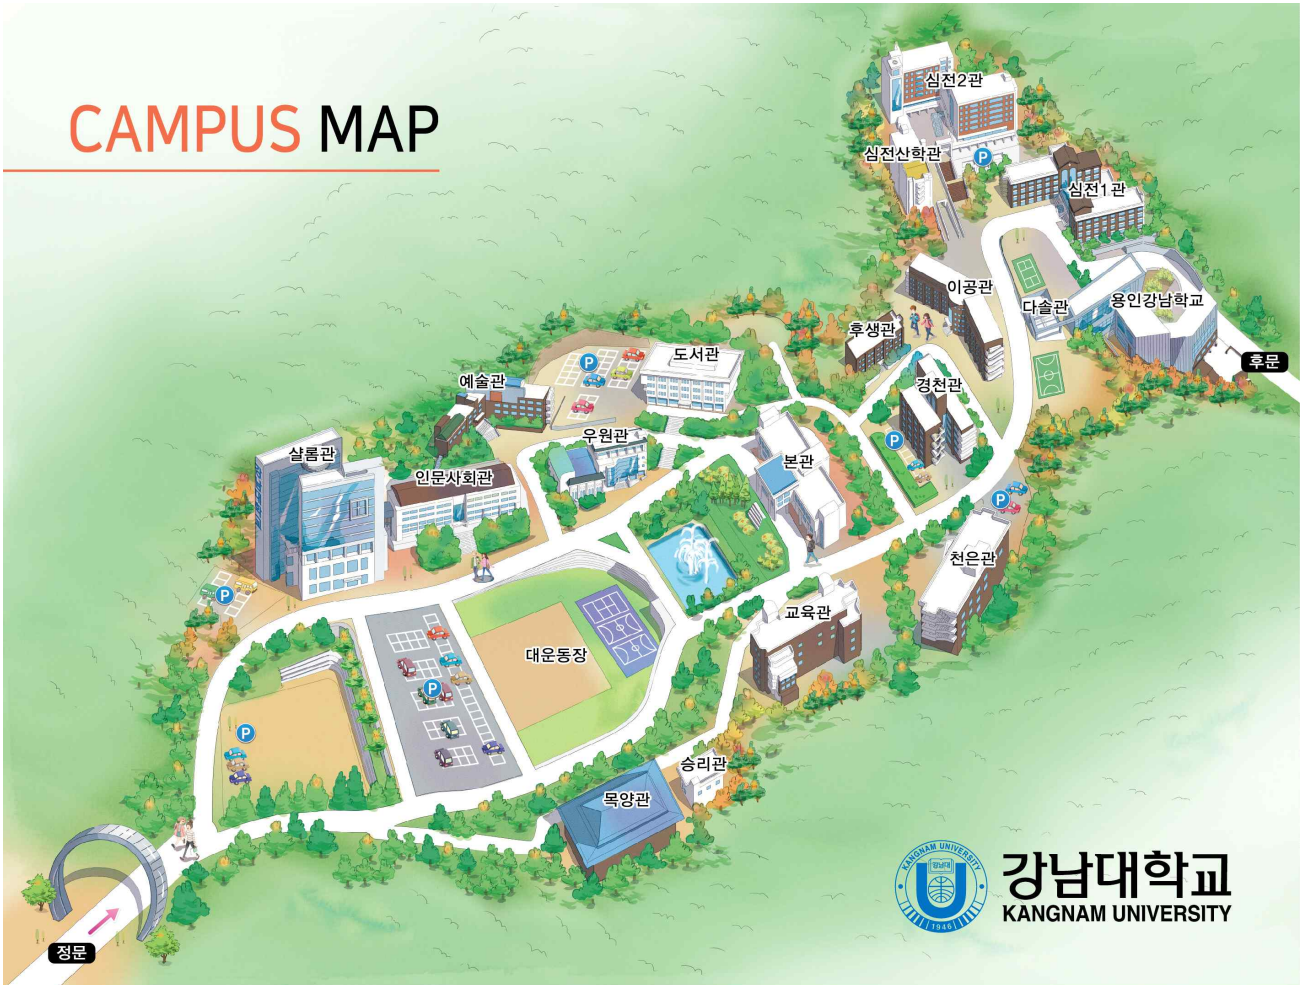 CAMPUS MAP
심전2관
심전산학관
P
심전1관
이공관
다솔관
용인강남학교
후생관
후문
도서관
P
예술관
경천관
우원관
P
본관
샬롬관
인문사회관
P
천은관
P
교육관
대운동장
P
P
승리관
목양관
정문
KANGNAM UNIVERSITY
강남대
1946
강남대학교
KANGNAM UNIVERSITY